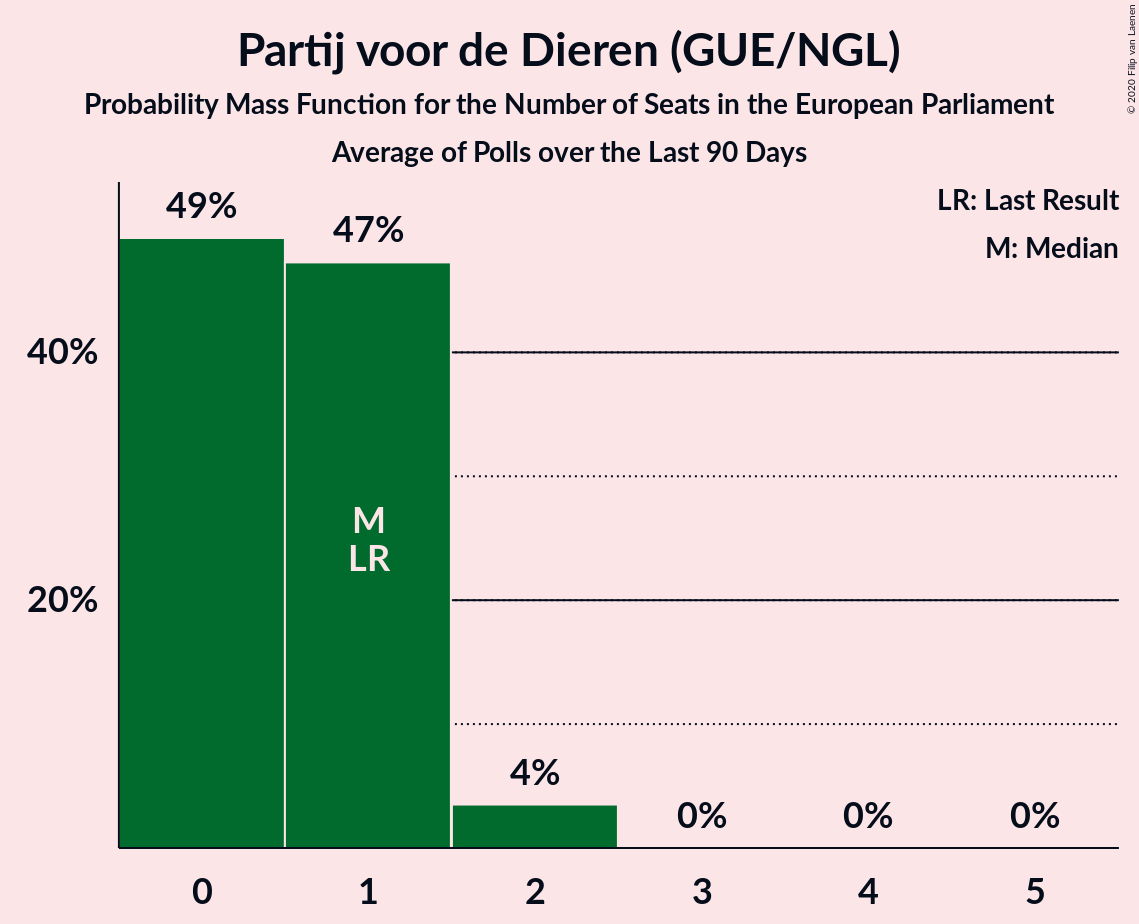 Partij voor de Dieren (GUE/NGL)
Probability Mass Function for the Number of Seats in the European Parliament
Average of Polls over the Last 90 Days
© 2020 Filip van Laenen
LR: Last Result
M: Median
49%
47%
40%
M
LR
20%
4%
0%
0%
0%
0
1
2
3
4
5